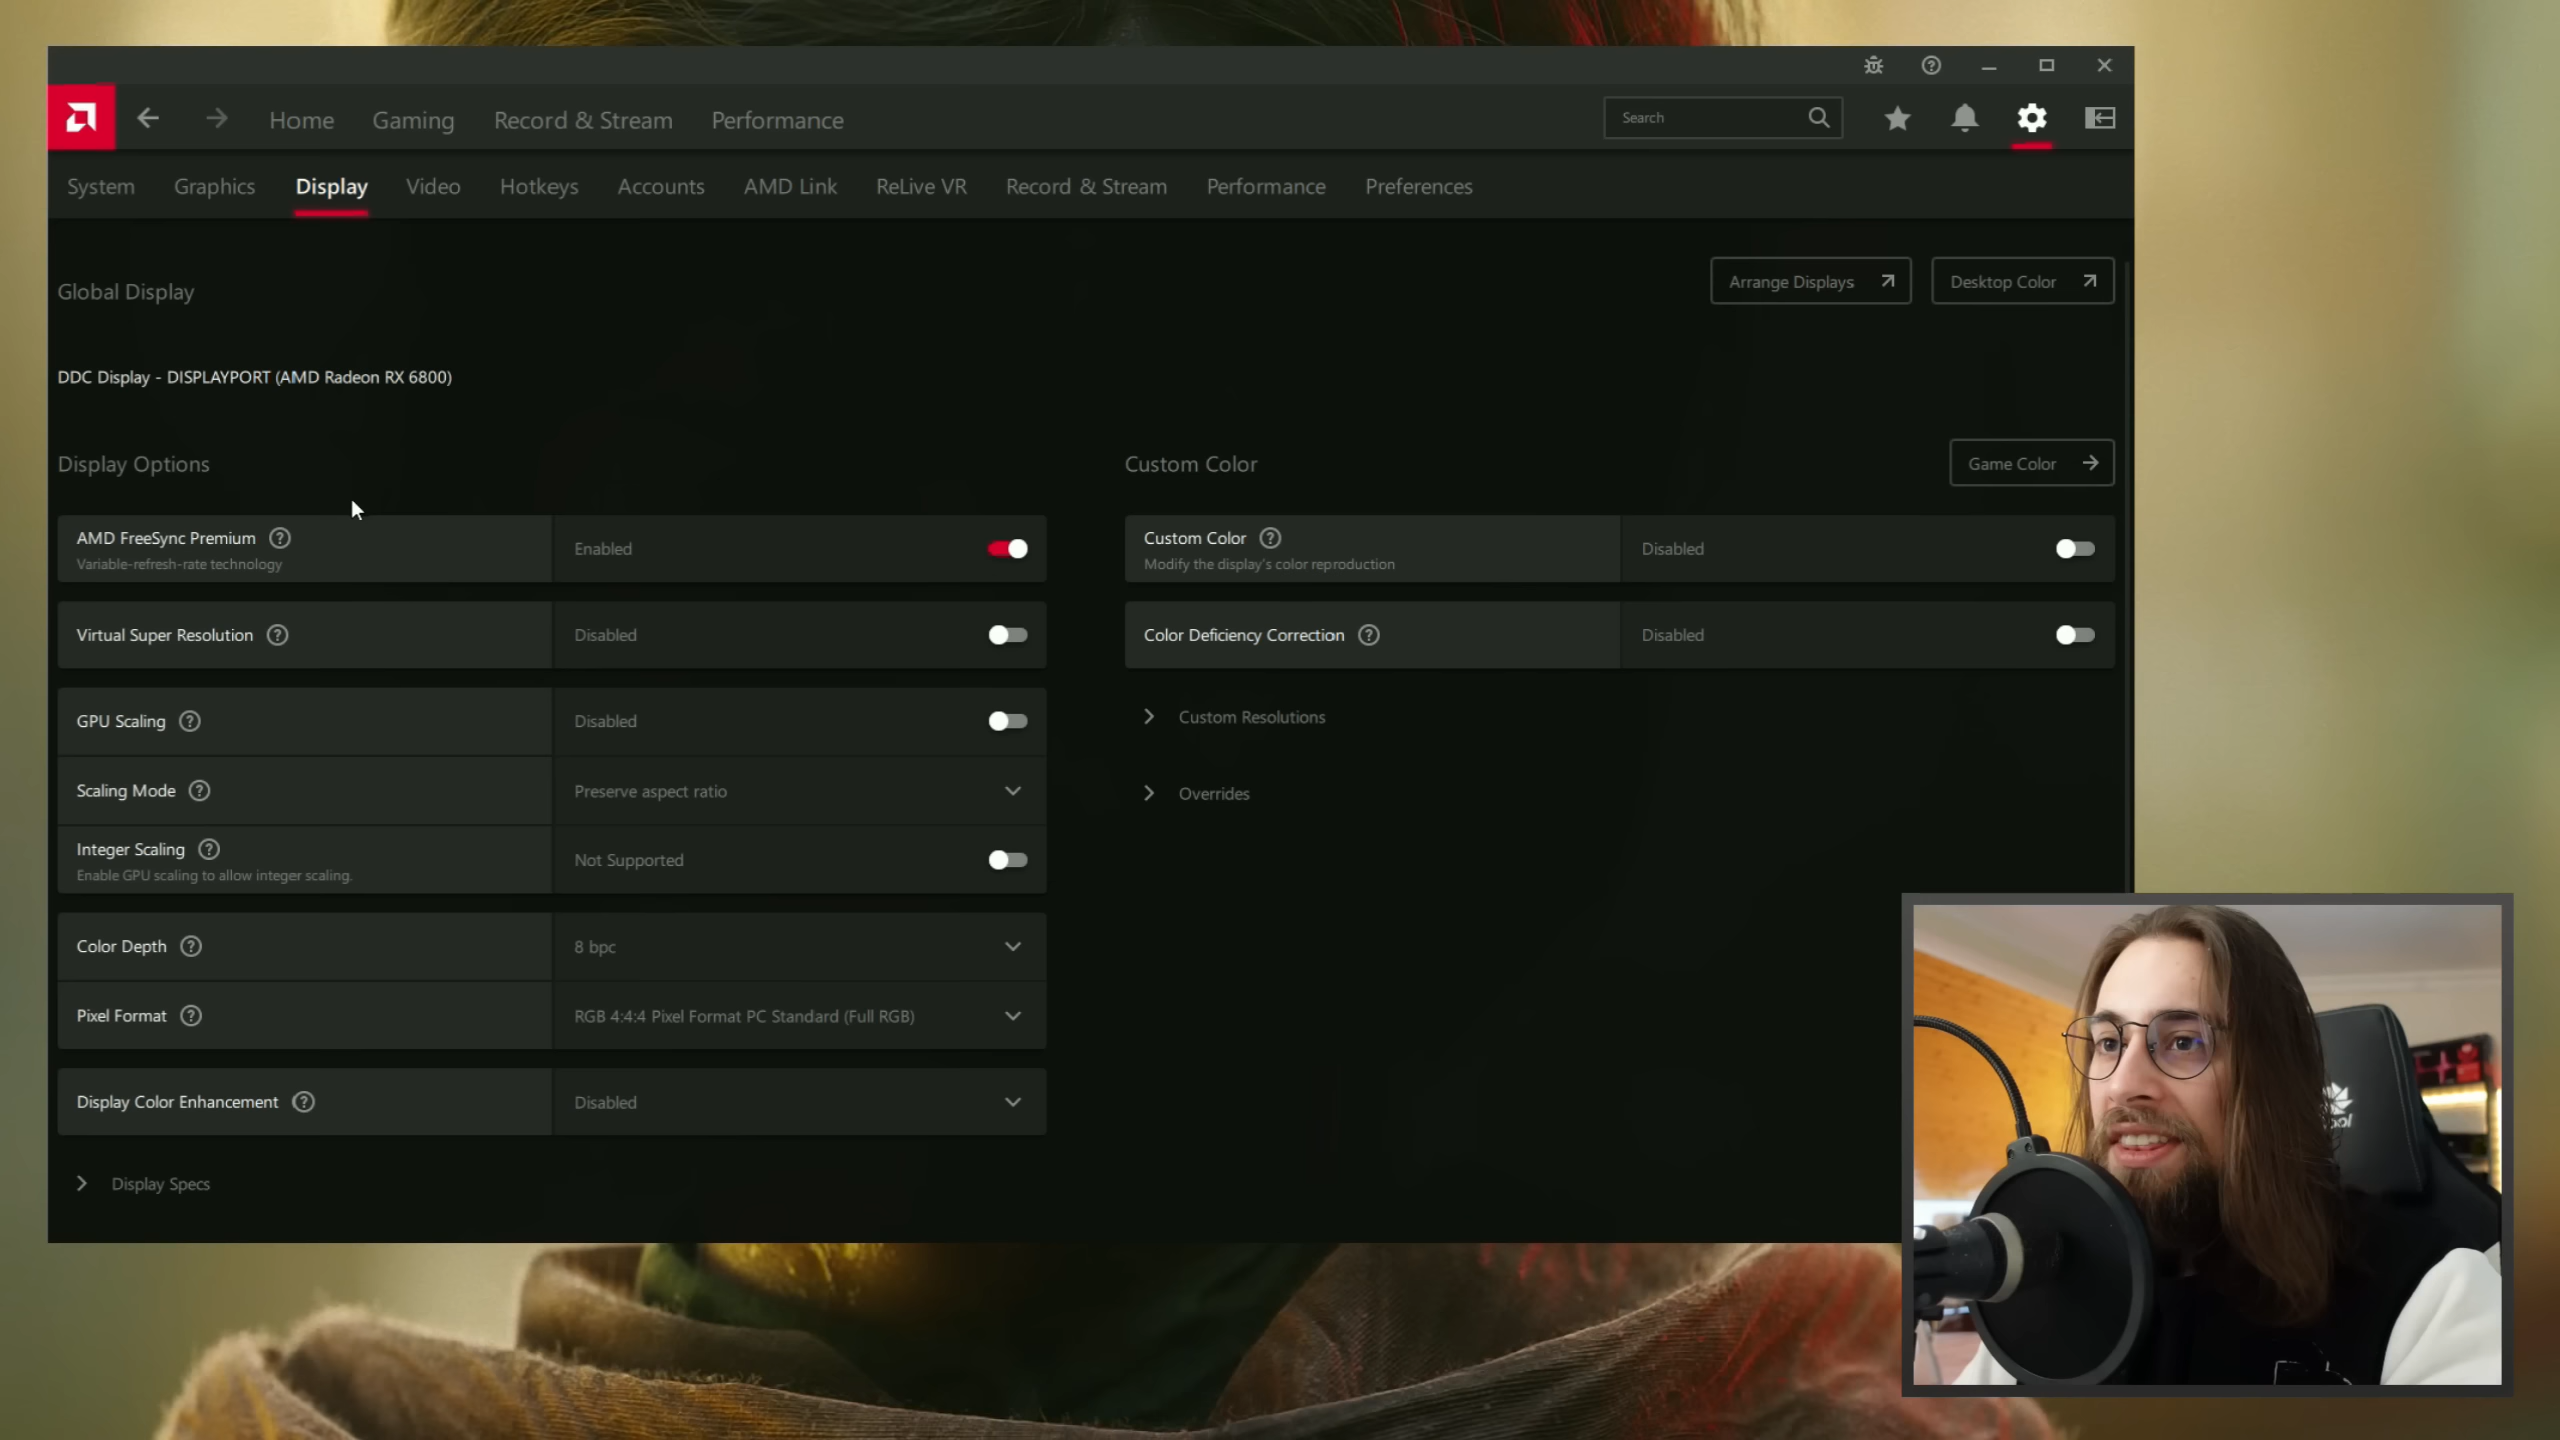 Home
Gaming
Record & Stream
Performance
Search
System
Graphics
Display
Video
Hotkeys
Accounts
AMD Link
ReLive VR
Record & Stream
Performance
Preferences
Global Display
Arrange Displays
Desktop Color
DDC Display - DISPLAYPORT (AMD Radeon RX 6800)
Display Options
AMD FreeSync Premium
Variable-refresh-rate technology
Enabled
Virtual Super Resolution
Disabled
GPU Scaling
Disabled
Scaling Mode
Preserve aspect ratio
Integer Scaling
Enable GPU scaling to allow integer scaling.
Not Supported
Color Depth
8 bpc
Pixel Format
RGB 4:4:4 Pixel Format PC Standard (Full RGB)
Display Color Enhancement
Disabled
Display Specs
Custom Color
Game Color
Custom Color
Modify the display's color reproduction
Disabled
Color Deficiency Correction
Disabled
Custom Resolutions
Overrides